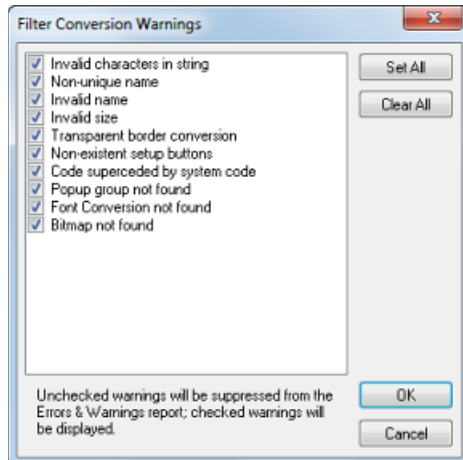 Filter Conversion Warnings
Invalid characters in string
Non-unique name
Invalid name
Invalid size
Transparent border conversion
Non-existent setup buttons
Code superceded by system code
Popup group not found
Font Conversion not found
Bitmap not found
Set All
Clear All
Unchecked warnings will be suppressed from the
Errors & Warnings report; checked warnings will
be displayed.
OK
Cancel